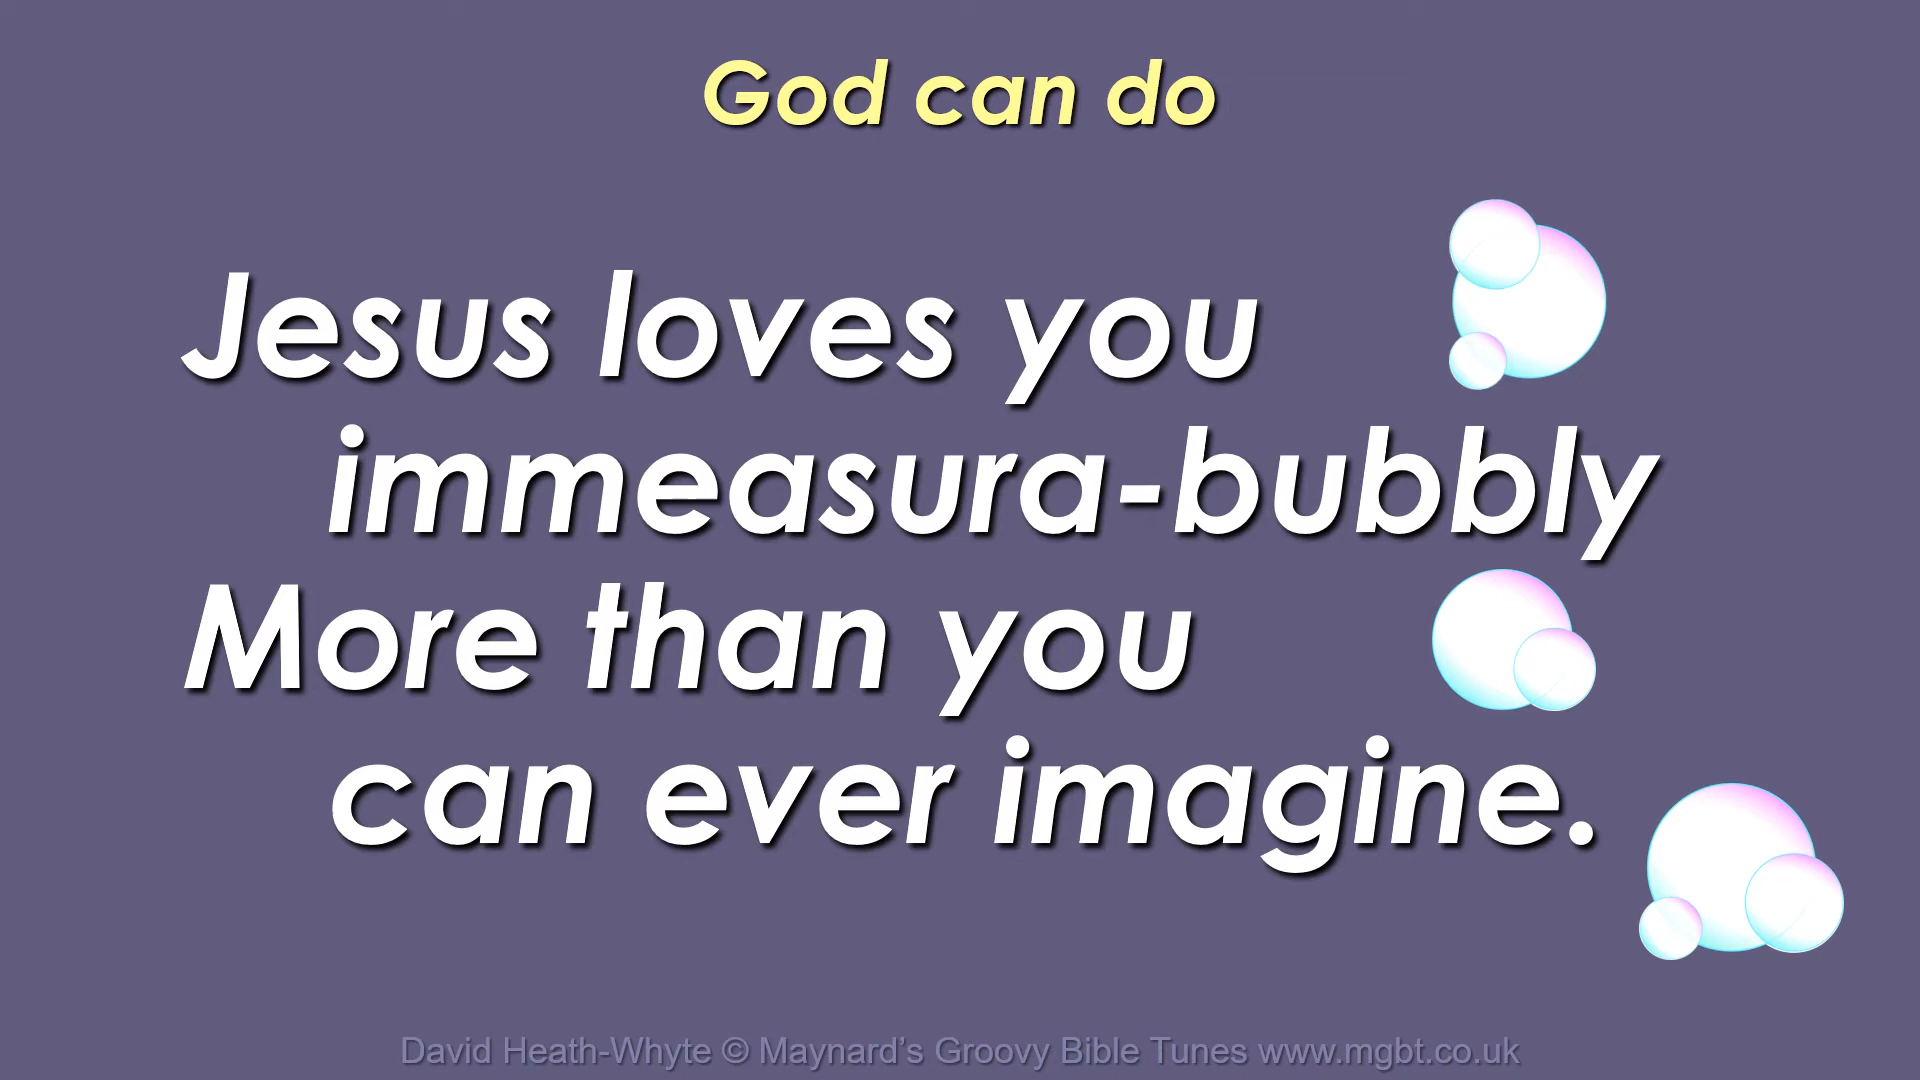 God can do
Jesus loves you
immeasura-bubbly
More than you
can ever imagine.
David Heath-Whyte © Maynard’s Groovy Bible Tunes www.mgbt.co.uk